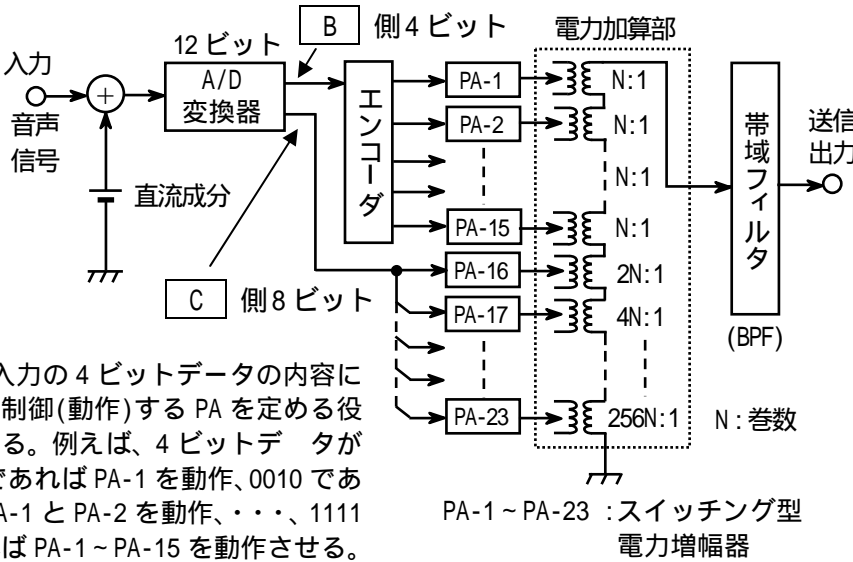 B 側4ビット
電力加算部
12ビット
入力
音声
信号
+
A/D
変換器
エンコーダ
PA-1
PA-2
PA-15
PA-16
PA-17
PA-23
N:1
N:1
N:1
N:1
2N:1
4N:1
256N:1
帯域フィルタ
(BPF)
送信
出力
直流成分
C 側8ビット
N:巻数
入力の4ビットデータの内容に
制御(動作)するPAを定める役
る。例えば、4ビットデ タが
であればPA-1を動作、0010であ
A-1とPA-2を動作、・・・、1111
ばPA-1~PA-15を動作させる。
PA-1~PA-23 :スイッチング型
電力増幅器